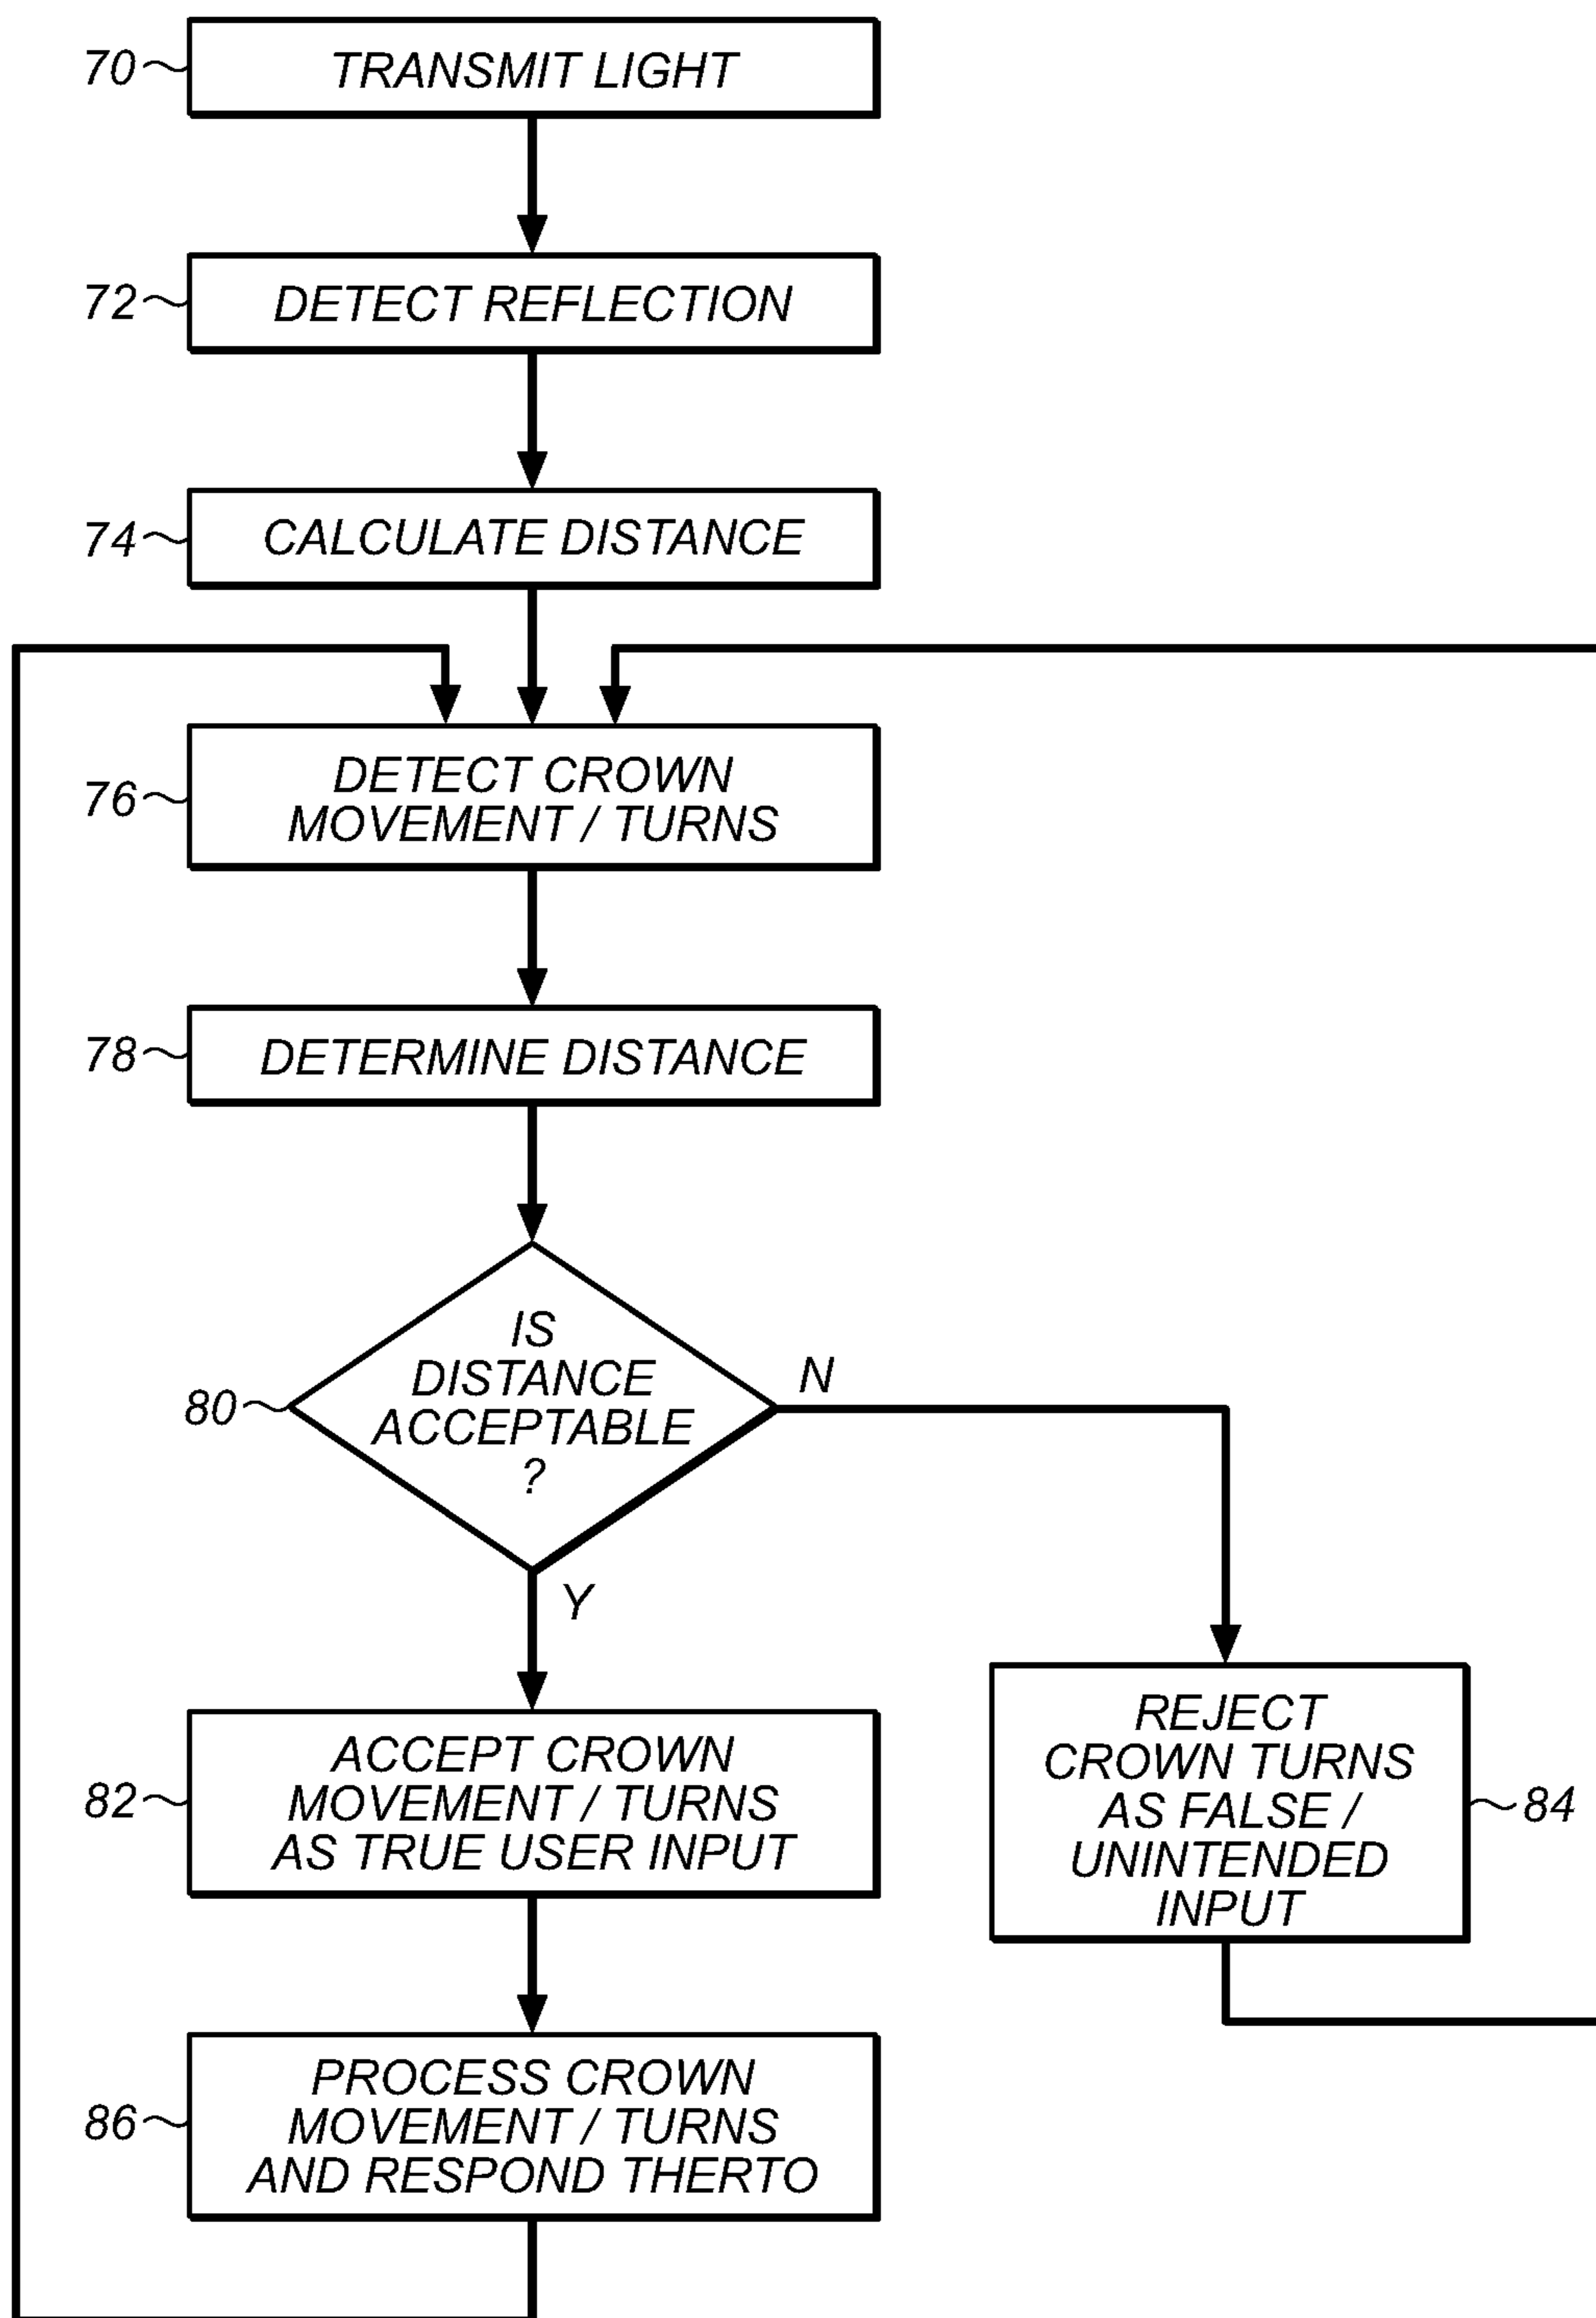 70
TRANSMIT LIGHT
72
DETECT REFLECTION
74
CALCULATE DISTANCE
76
DETECT CROWN
MOVEMENT / TURNS
78
DETERMINE DISTANCE
80
IS
DISTANCE
ACCEPTABLE
?
N
Y
82
ACCEPT CROWN
MOVEMENT / TURNS
AS TRUE USER INPUT
REJECT
CROWN TURNS
AS FALSE /
UNINTENDED
INPUT
84
86
PROCESS CROWN
MOVEMENT / TURNS
AND RESPOND THERTO